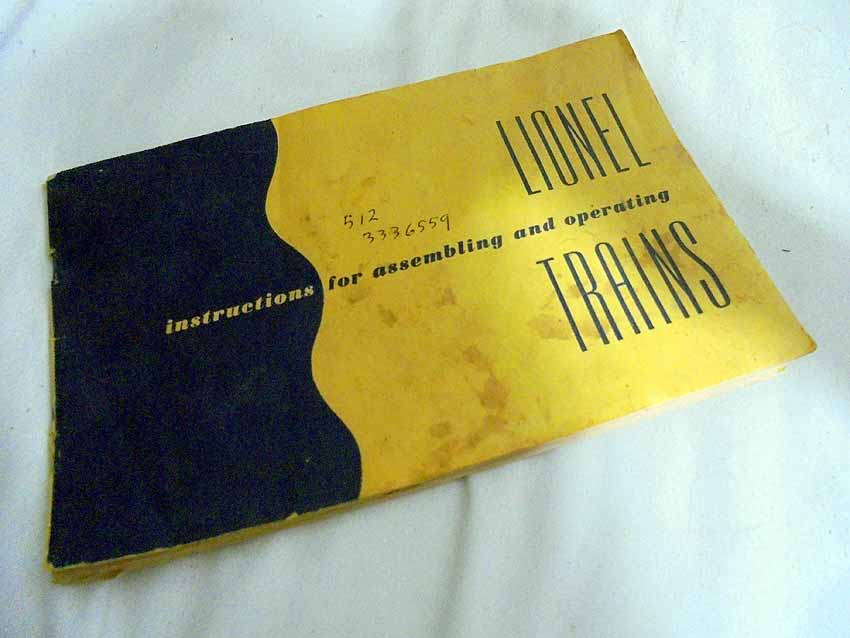 LIONEL
512
3336559
instructions for assembling and operating
TRAINS